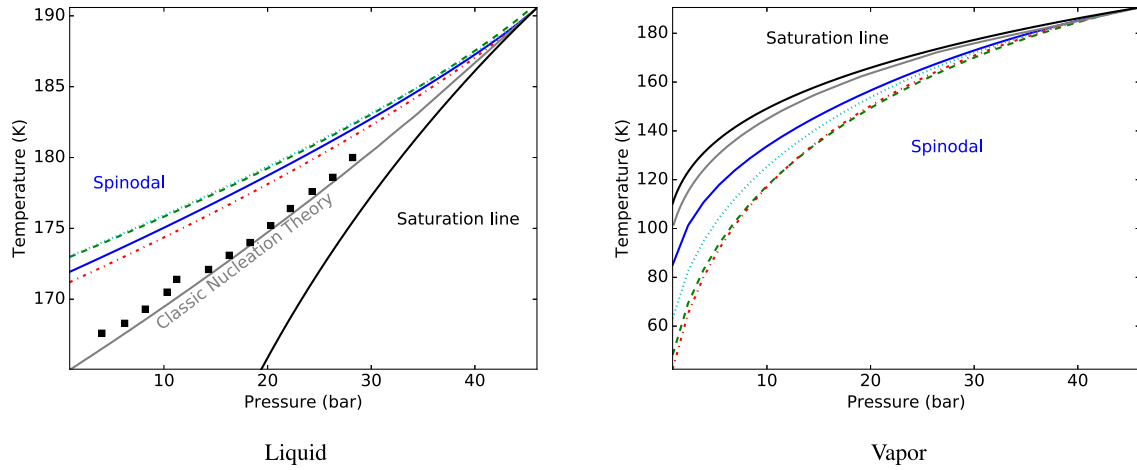 190
185
180
175
170
Temperature (K)
Spinodal
Saturation line
Classic Nucleation Theory
10
20
30
40
Pressure (bar)
Liquid
180
160
140
120
100
80
60
Temperature (K)
Saturation line
Spinodal
10
20
30
40
Pressure (bar)
Vapor